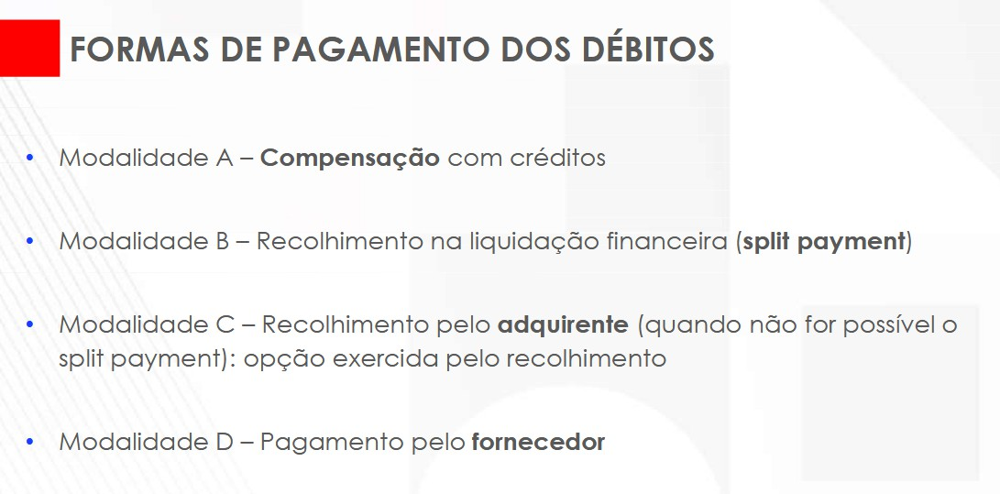 FORMAS DE PAGAMENTO DOS DÉBITOS
• Modalidade A – Compensação com créditos
• Modalidade B – Recolhimento na liquidação financeira (split payment)
• Modalidade C – Recolhimento pelo adquirente (quando não for possível o
split payment): opção exercida pelo recolhimento
• Modalidade D – Pagamento pelo fornecedor